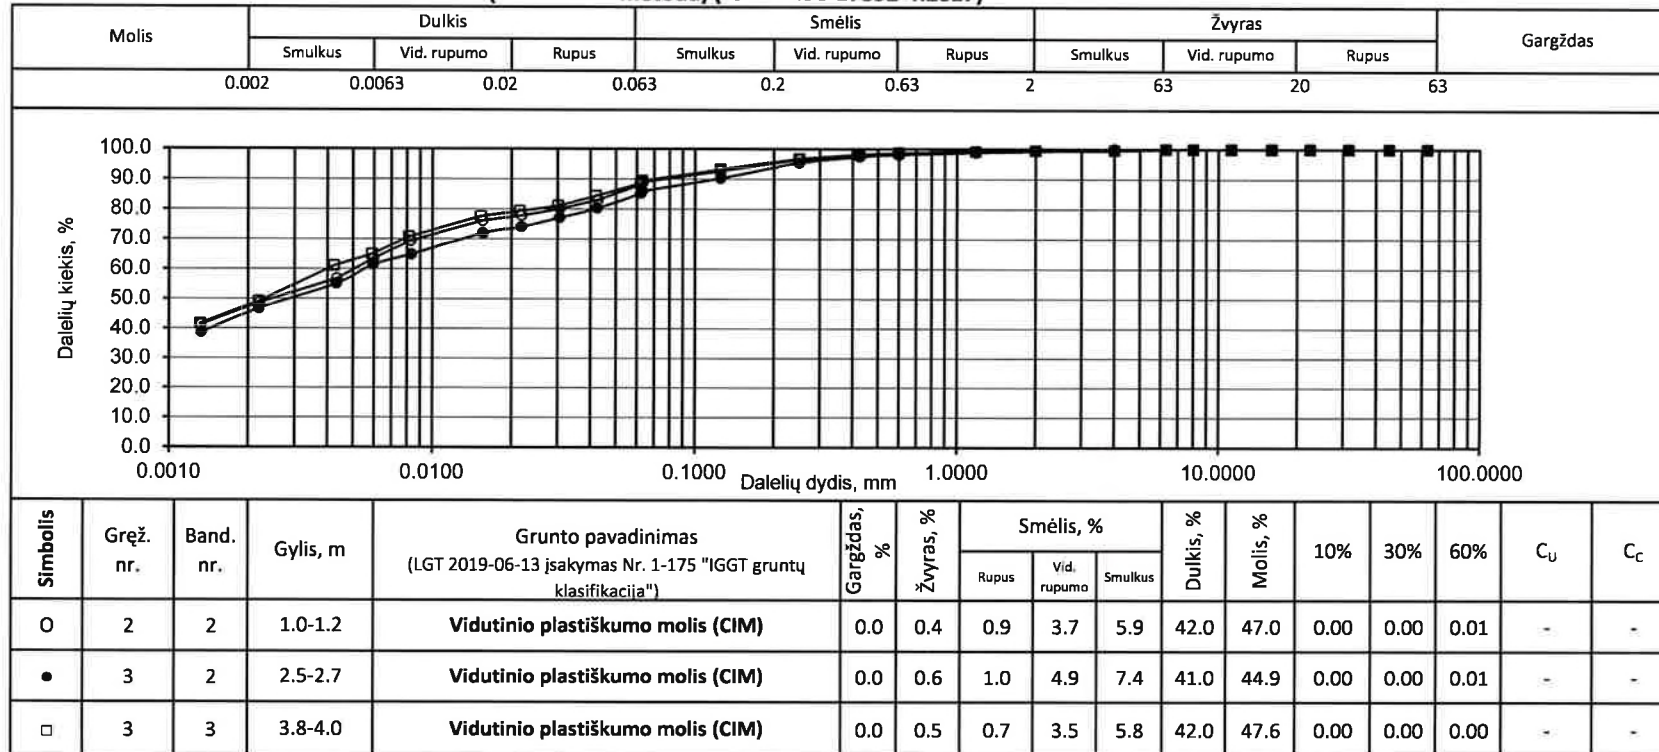 Molis Dulkis Smėlis Žvyras Gargždas
Smulkus Vid. rupumo Rupus Smulkus Vid. rupumo Rupus Smulkus Vid. rupumo Rupus
0.002 0.0063 0.02 0.063 0.2 0.63 2 63 20 63
Dalelių kiekis, %
100.0
90.0
80.0
70.0
60.0
50.0
40.0
30.0
20.0
10.0
0.0
0.0010 0.0100 0.1000 1.0000 10.0000 100.0000
Dalelių dydis, mm
Simbolis
Gręž. nr.
Band. nr.
Gylis, m
Grunto pavadinimas
(LGT 2019-06-13 įsakymas Nr. 1-175 "IGGT gruntų
klasifikacija")
Gargždas, %
Žvyras, %
Smėlis, %
Rupus Vid. rupumo Smulkus
Dulkis, %
Molis, %
10% 30% 60% CU CC
O 2 2 1.0-1.2 Vidutinio plastiškumo molis (CIM) 0.0 0.4 0.9 3.7 5.9 42.0 47.0 0.00 0.00 0.01 - -
● 3 2 2.5-2.7 Vidutinio plastiškumo molis (CIM) 0.0 0.6 1.0 4.9 7.4 41.0 44.9 0.00 0.00 0.01 - -
□ 3 3 3.8-4.0 Vidutinio plastiškumo molis (CIM) 0.0 0.5 0.7 3.5 5.8 42.0 47.6 0.00 0.00 0.00 - -